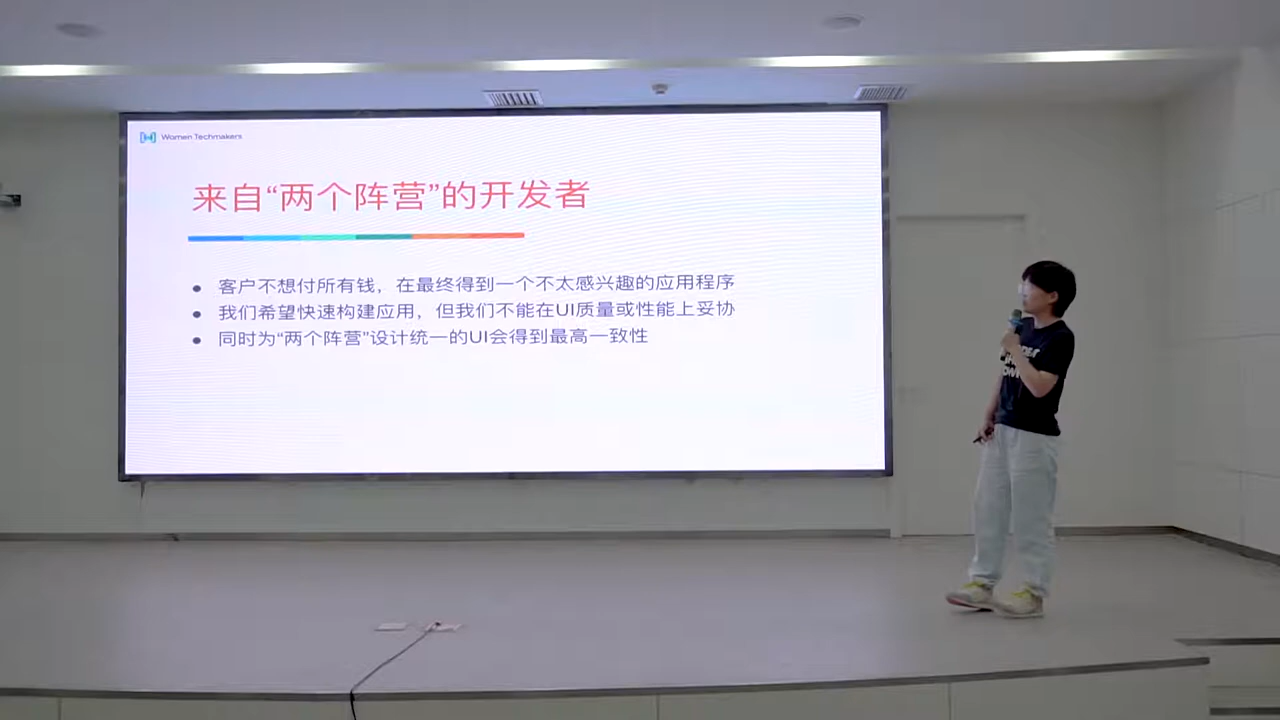 Women Techmakers
来自“两个阵营”的开发者
客户不想付所有钱，在最终得到一个不太感兴趣的应用程序
我们希望快速构建应用，但我们不能在UI质量或性能上妥协
同时为“两个阵营”设计统一的UI会得到最高一致性